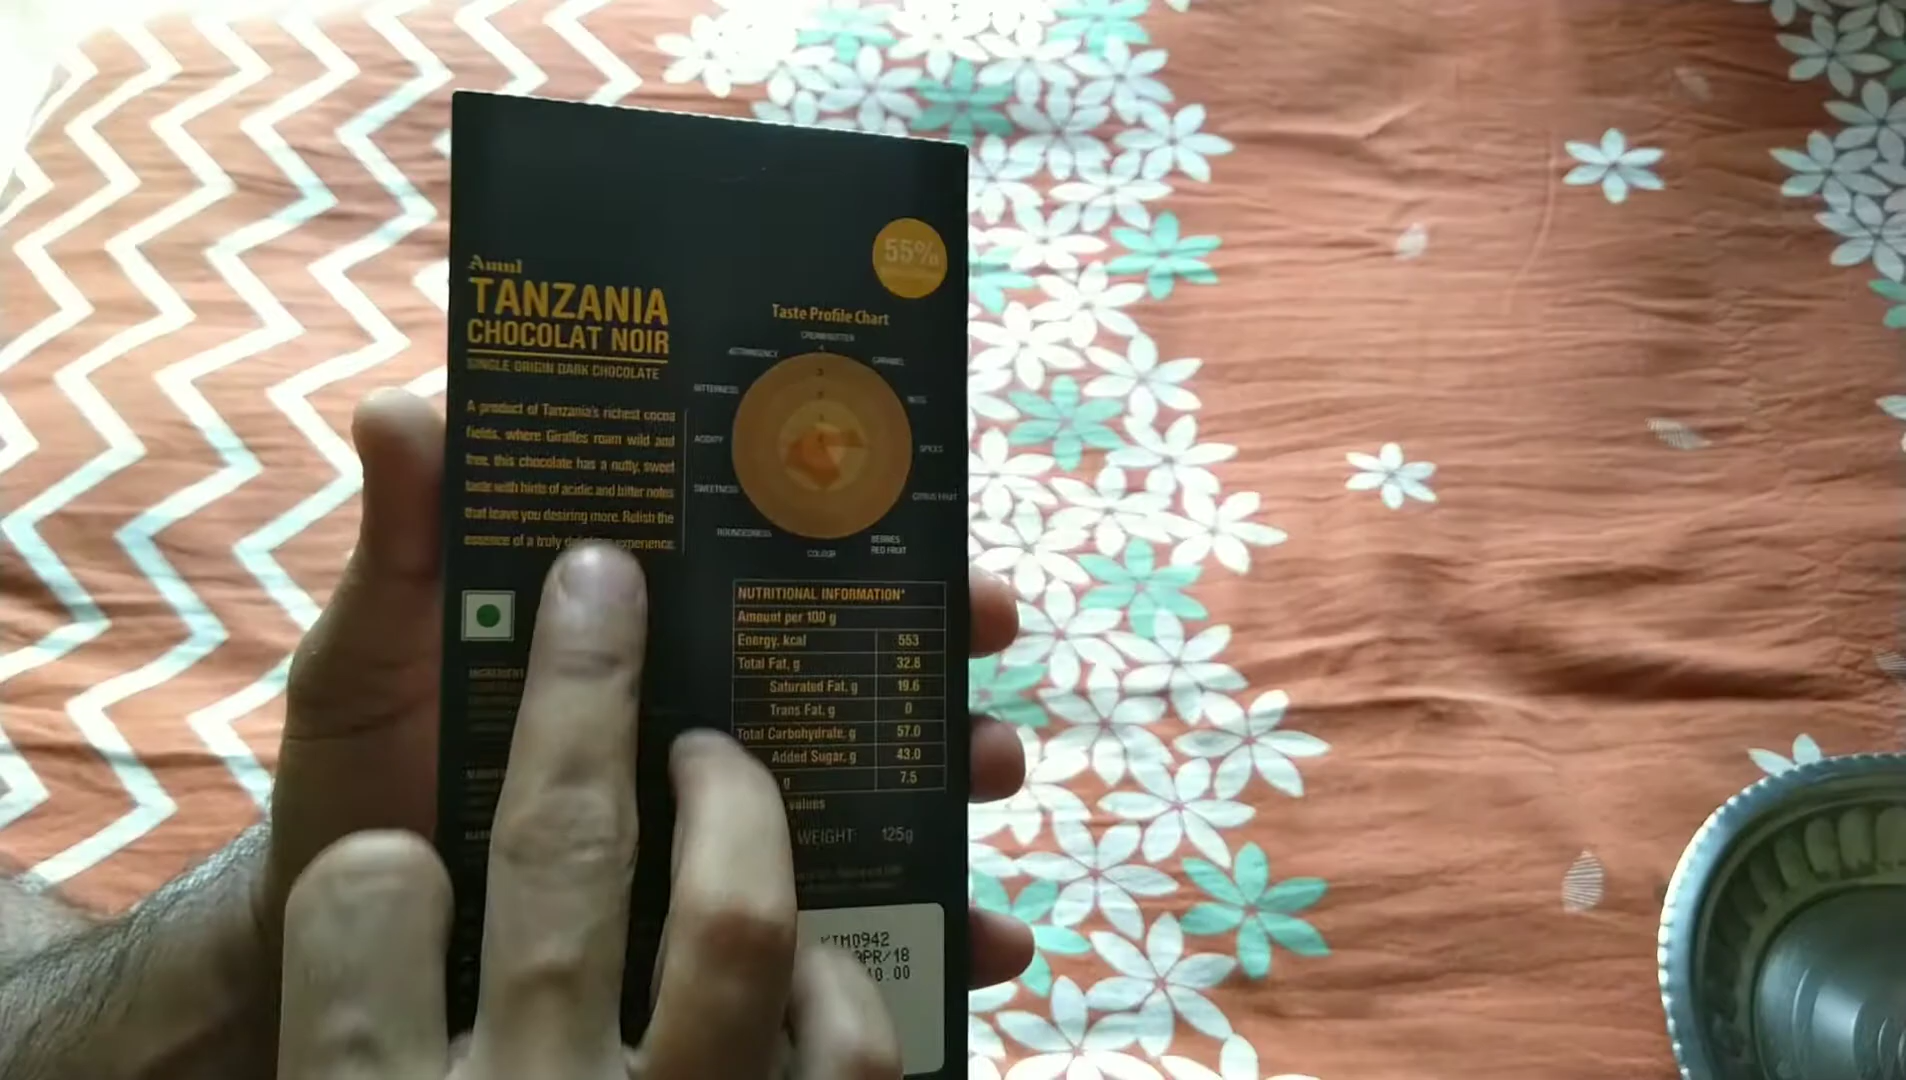 Amul
TANZANIA
CHOCOLAT NOIR
SINGLE ORIGIN DARK CHOCOLATE
A product of Tanzania's richest cocoa
fields, where Giraffes roam wild and
free, this chocolate has a nutty, sweet
taste with hints of acidic and bitter notes
that leave you desiring more. Relish the
essence of a truly experience.
55%
Taste Profile Chart
ASTRINGENCY
CARAMEL
BITTERNESS
NUTS
ACIDITY
SPICES
SWEETNESS
CITRUS FRUIT
ROUNDEDNESS
COLOUR
BERRIES
RED FRUIT
NUTRITIONAL INFORMATION*
Amount per 100 g
Energy, kcal 553
Total Fat, g 32.8
Saturated Fat, g 19.6
Trans Fat, g 0
Total Carbohydrate, g 57.0
Added Sugar, g 43.0
g 7.5
values
WEIGHT 125g
APR/18
0.00